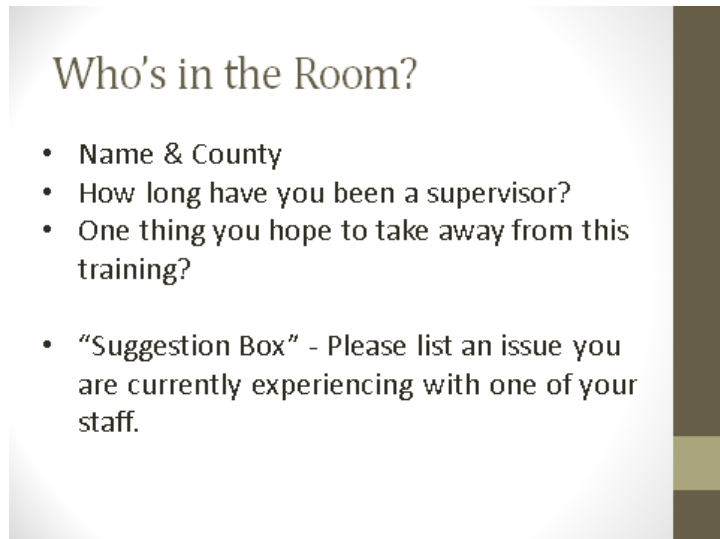 Who's in the Room?
• Name & County
• How long have you been a supervisor?
• One thing you hope to take away from this
training?
• “Suggestion Box” - Please list an issue you
are currently experiencing with one of your
staff.